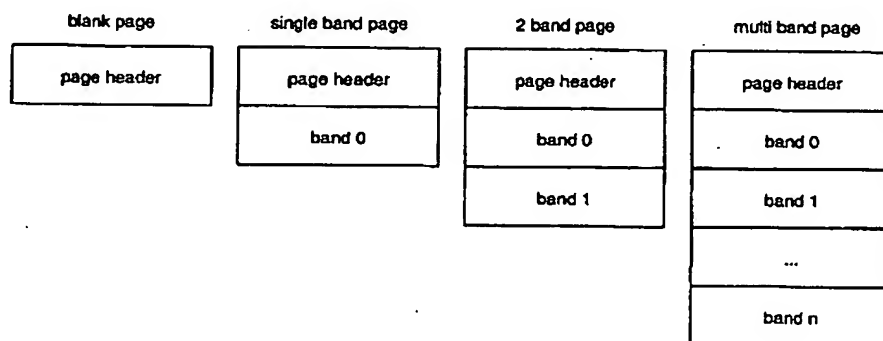 blank page
single band page
2 band page
multi band page
page header
page header
page header
page header
band 0
band 0
band 0
band 1
band 1
...
band n